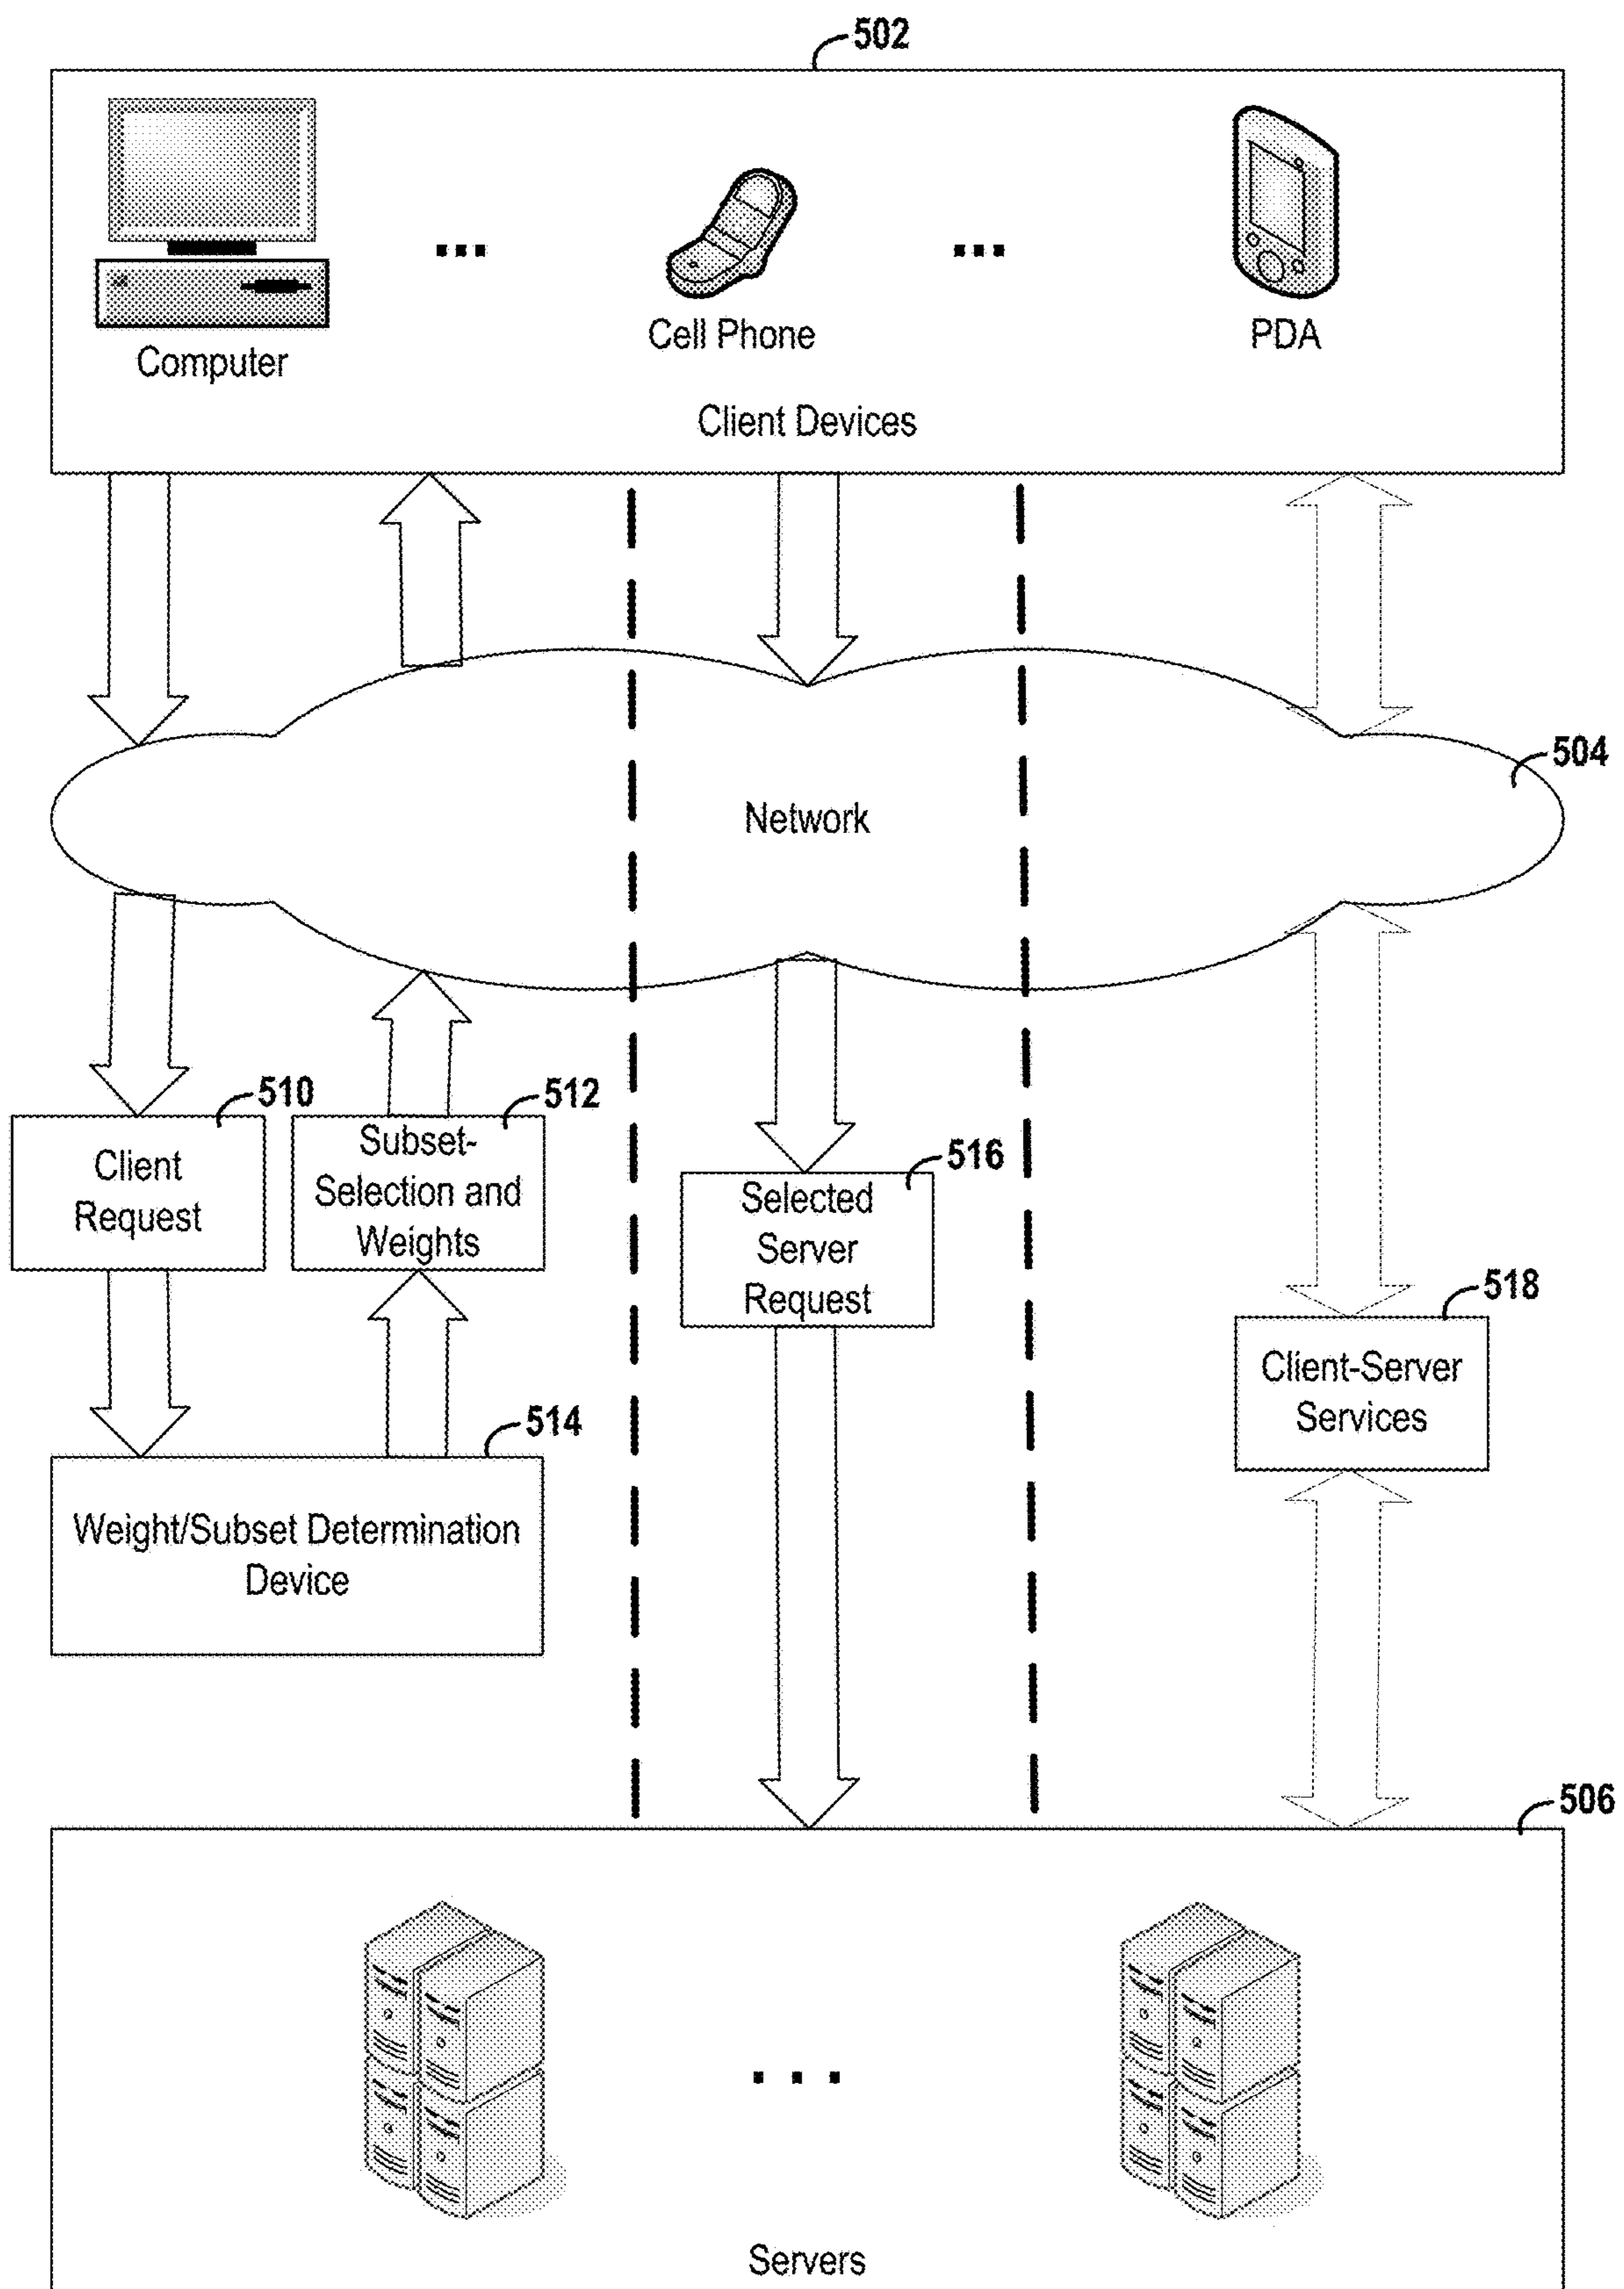 502
...
...
Computer
Cell Phone
PDA
Client Devices
504
Network
510
Client
Request
512
Subset-
Selection and
Weights
516
Selected
Server
Request
518
Client-Server
Services
514
Weight/Subset Determination
Device
506
...
Servers